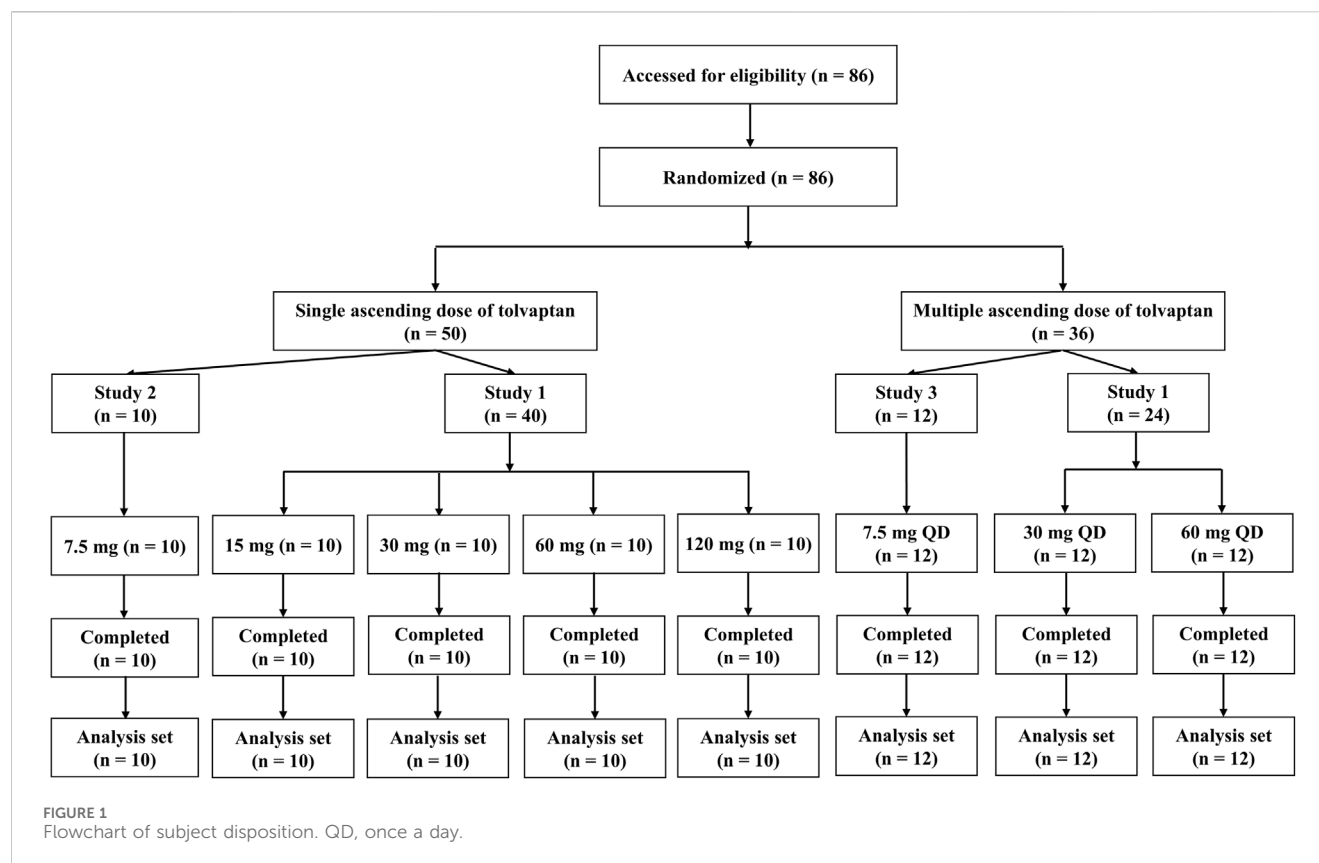 Accessed for eligibility (n = 86)
Randomized (n = 86)
Single ascending dose of tolvaptan
(n = 50)
Multiple ascending dose of tolvaptan
(n = 36)
Study 2
(n = 10)
Study 1
(n = 40)
Study 3
(n = 12)
Study 1
(n = 24)
7.5 mg (n = 10)
15 mg (n = 10)
30 mg (n = 10)
60 mg (n = 10)
120 mg (n = 10)
7.5 mg QD
(n = 12)
30 mg QD
(n = 12)
60 mg QD
(n = 12)
Completed
(n = 10)
Completed
(n = 10)
Completed
(n = 10)
Completed
(n = 10)
Completed
(n = 10)
Completed
(n = 12)
Completed
(n = 12)
Completed
(n = 12)
Analysis set
(n = 10)
Analysis set
(n = 10)
Analysis set
(n = 10)
Analysis set
(n = 10)
Analysis set
(n = 10)
Analysis set
(n = 12)
Analysis set
(n = 12)
Analysis set
(n = 12)
FIGURE 1
Flowchart of subject disposition. QD, once a day.